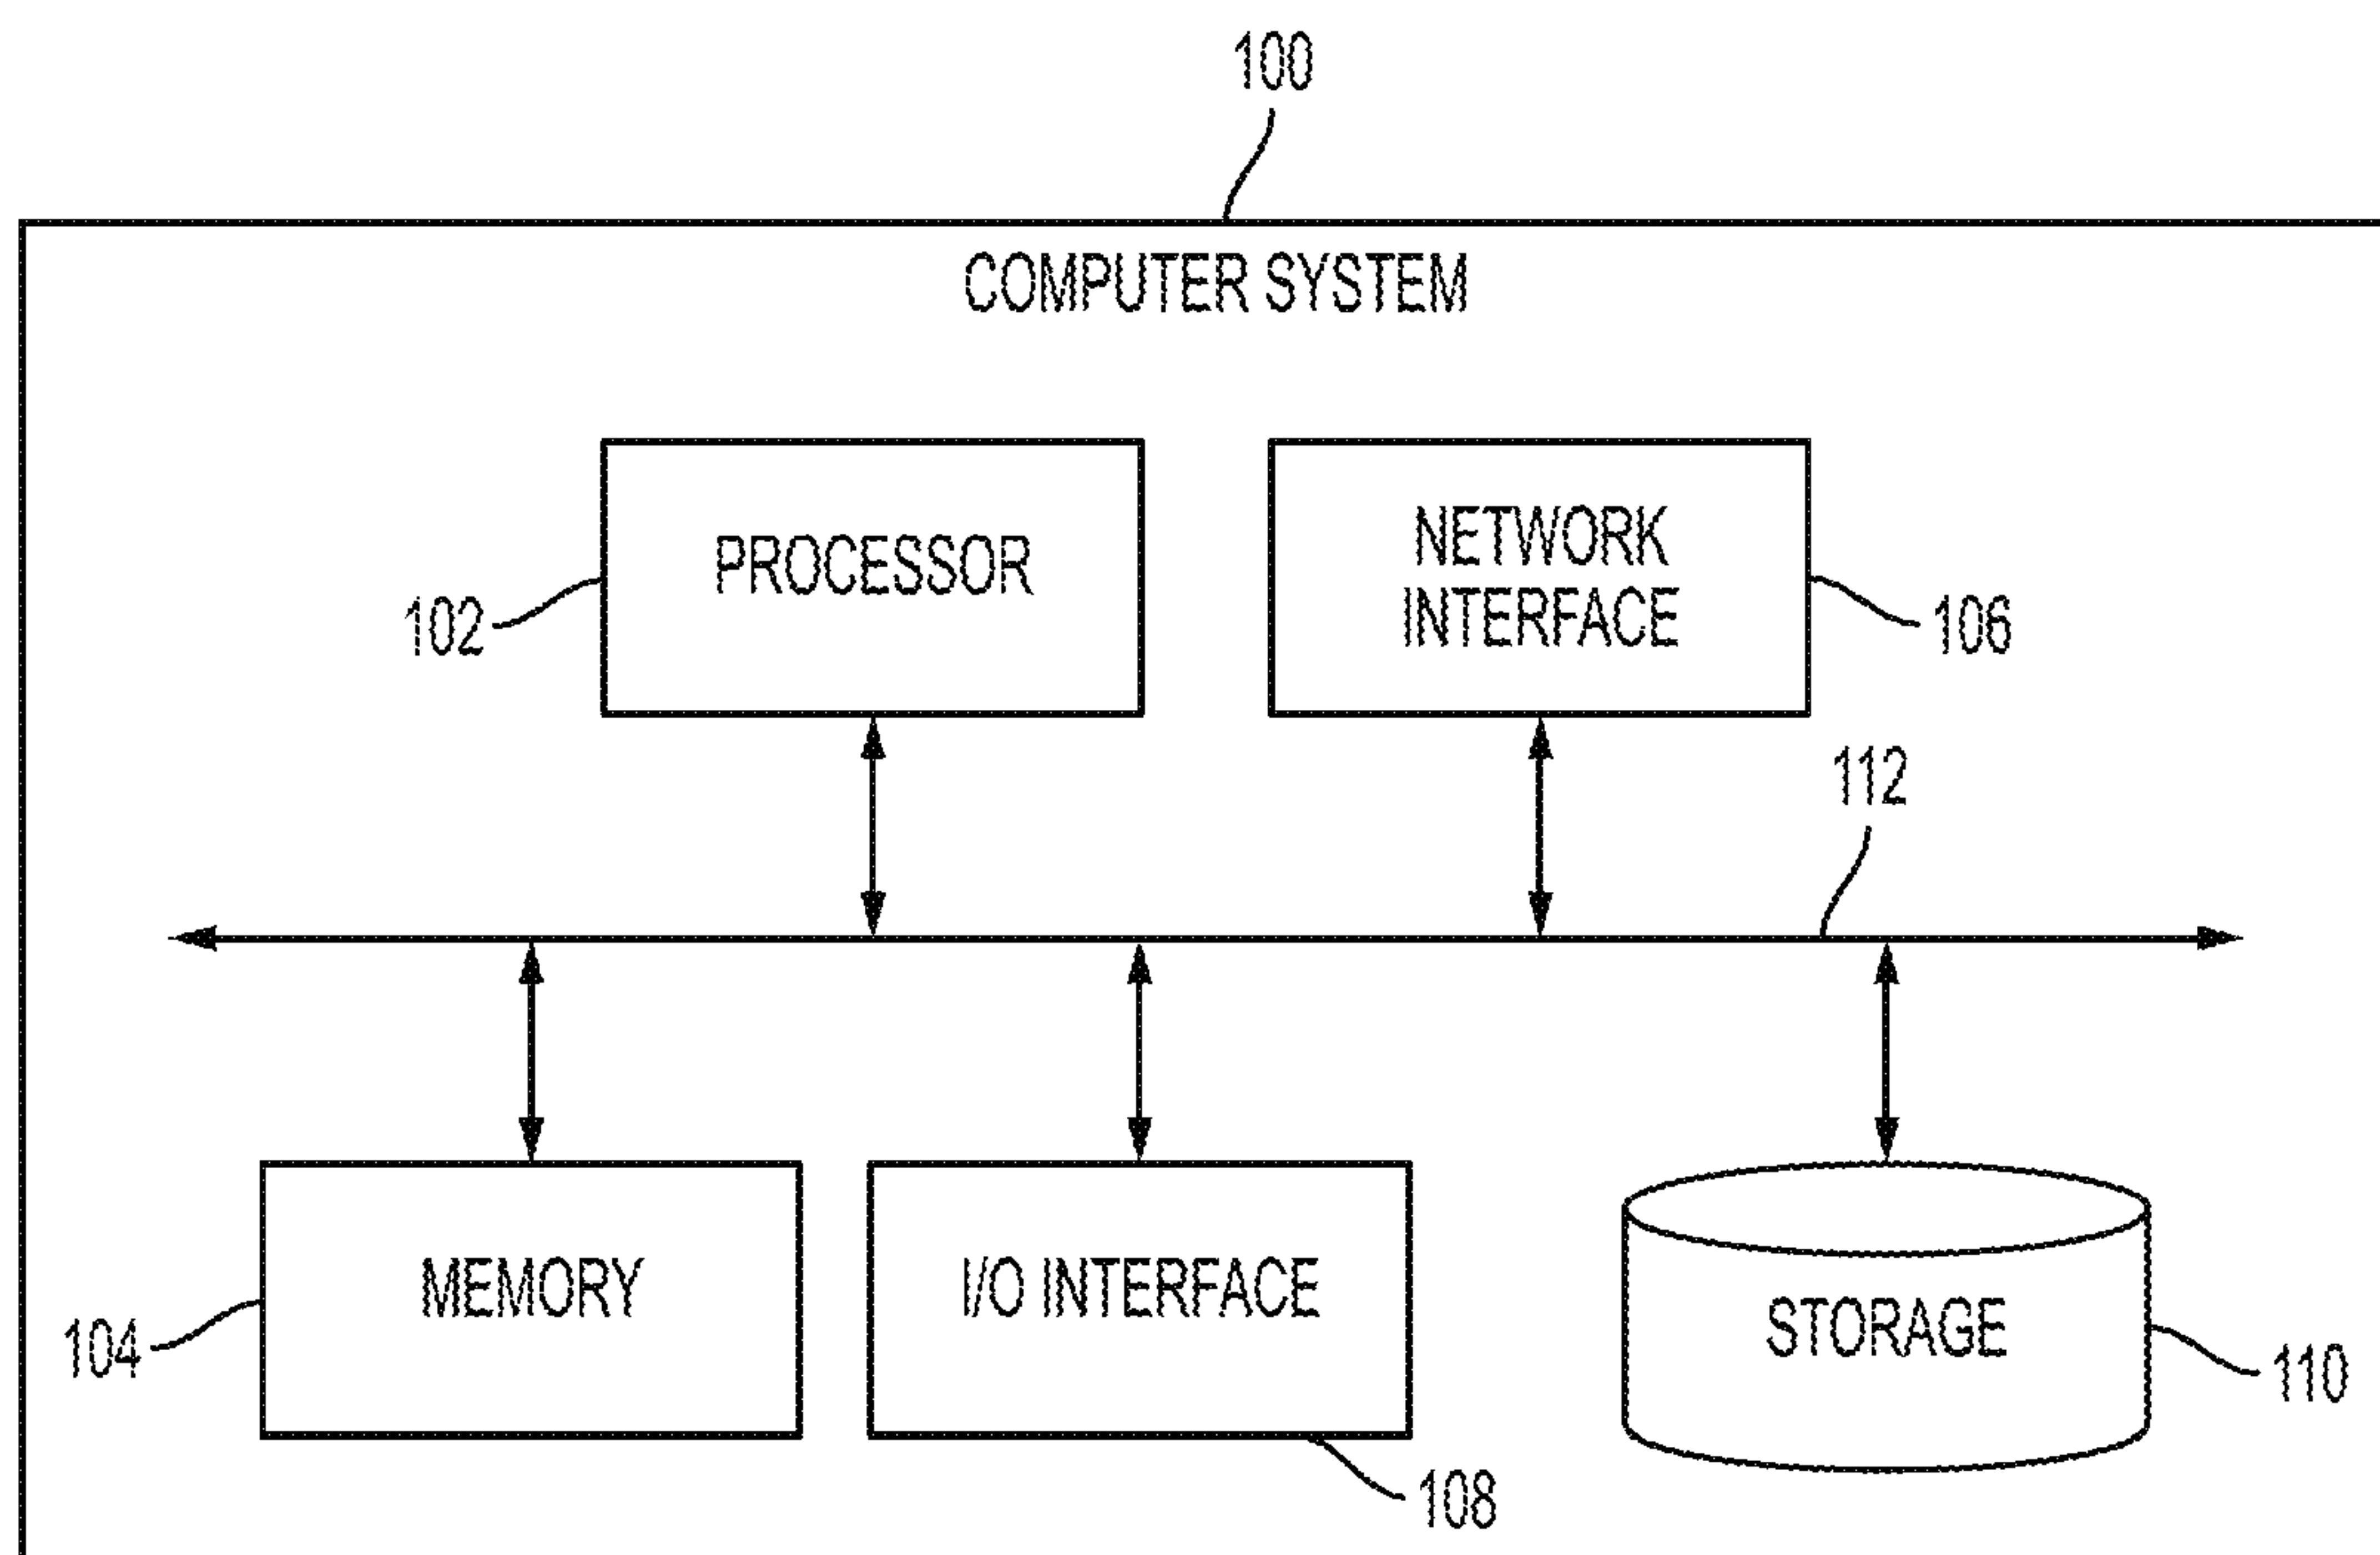 100
COMPUTER SYSTEM
PROCESSOR
NETWORK
INTERFACE
102
106
112
MEMORY
I/O INTERFACE
STORAGE
104
110
108